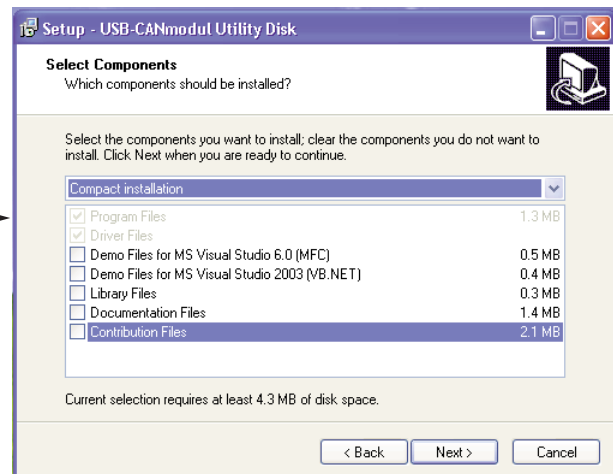 Setup - USB-CANmodul Utility Disk
Select Components
Which components should be installed?
Select the components you want to install; clear the components you do not want to
install. Click Next when you are ready to continue.
Compact installation
Program Files 1.3 MB
Driver Files
Demo Files for MS Visual Studio 6.0 (MFC) 0.5 MB
Demo Files for MS Visual Studio 2003 (VB.NET) 0.4 MB
Library Files 0.3 MB
Documentation Files 1.4 MB
Contribution Files 2.1 MB
Current selection requires at least 4.3 MB of disk space.
< Back Next > Cancel